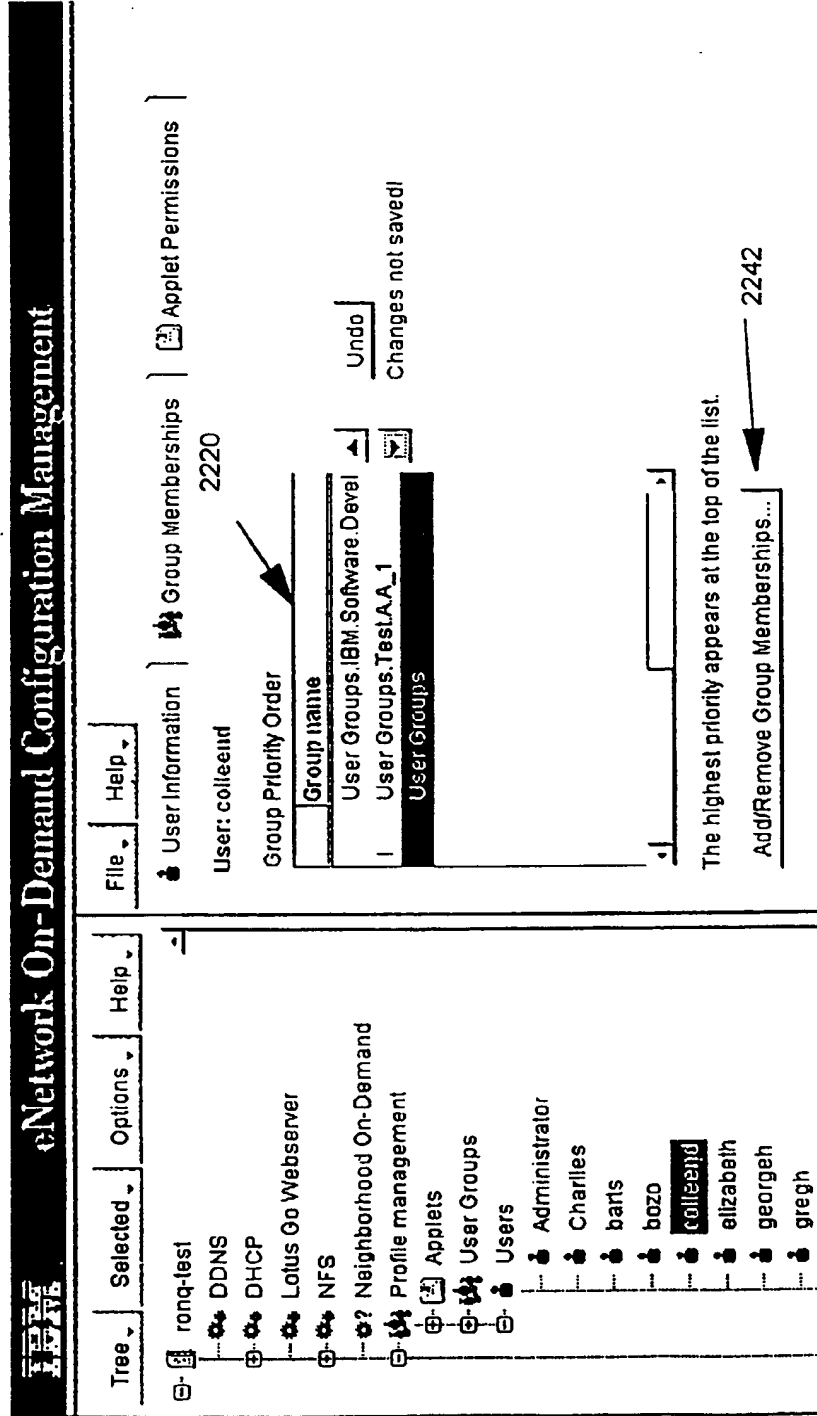 IBM
eNetwork On-Demand Configuration Management
Tree Selected Options Help
ronq-test
DDNS
DHCP
Lotus Go Webserver
NFS
? Neighborhood On-Demand
Profile management
Applets
User Groups
Users
Administrator
Charlies
barts
bozo
colleend
elizabeth
georgeh
gregh
File Help
User Information Group Memberships Applet Permissions
User: colleend
2220
Group Priority Order
Group name
User Groups.IBM.Software.Devel
User Groups.Test.A.A_1
User Groups
Undo
Changes not saved!
The highest priority appears at the top of the list.
Add/Remove Group Memberships...
2242